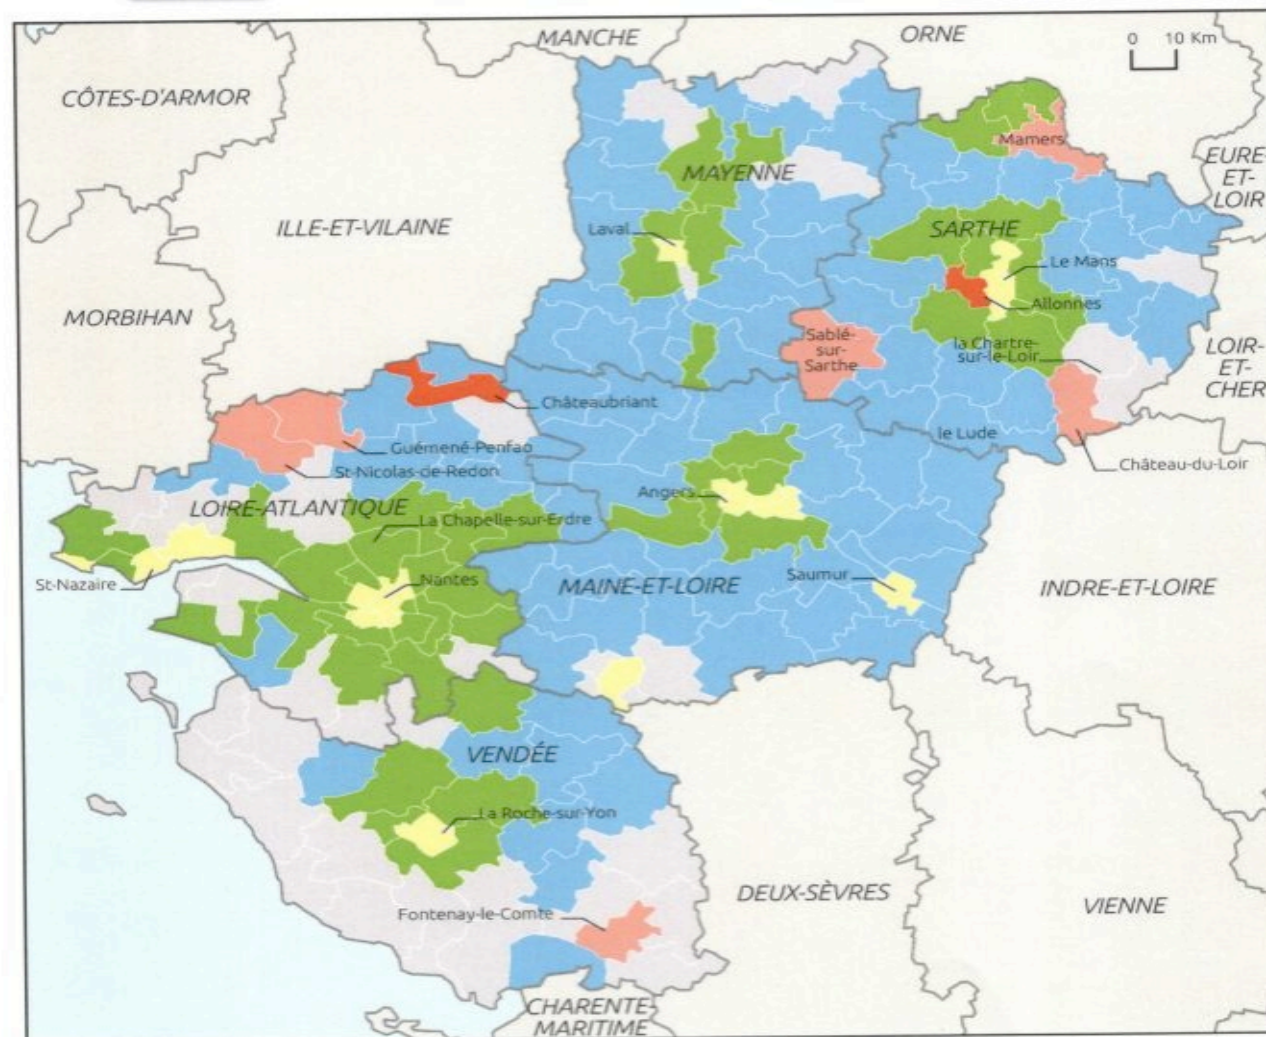 MANCHE
ORNE
0 10 Km
CÔTES-D'ARMOR
Mamers
EURE-
ET-
LOIR
MAYENNE
ILLE-ET-VILAINE
Laval
SARTHE
Le Mans
Allonnes
MORBIHAN
Sablé-
sur-
Sarthe
la Chartre-
sur-le-Loir
LOIR-
ET-
CHER
Châteaubriant
le Lude
Guémené-Penfao
Château-du-Loir
St-Nicolas-de-Redon
Angers
LOIRE-ATLANTIQUE
La Chapelle-sur-Erdre
St-Nazaire
Nantes
MAINE-ET-LOIRE
Saumur
INDRE-ET-LOIRE
VENDÉE
La Roche-sur-Yon
DEUX-SÈVRES
VIENNE
Fontenay-le-Comte
CHARENTE-
MARITIME